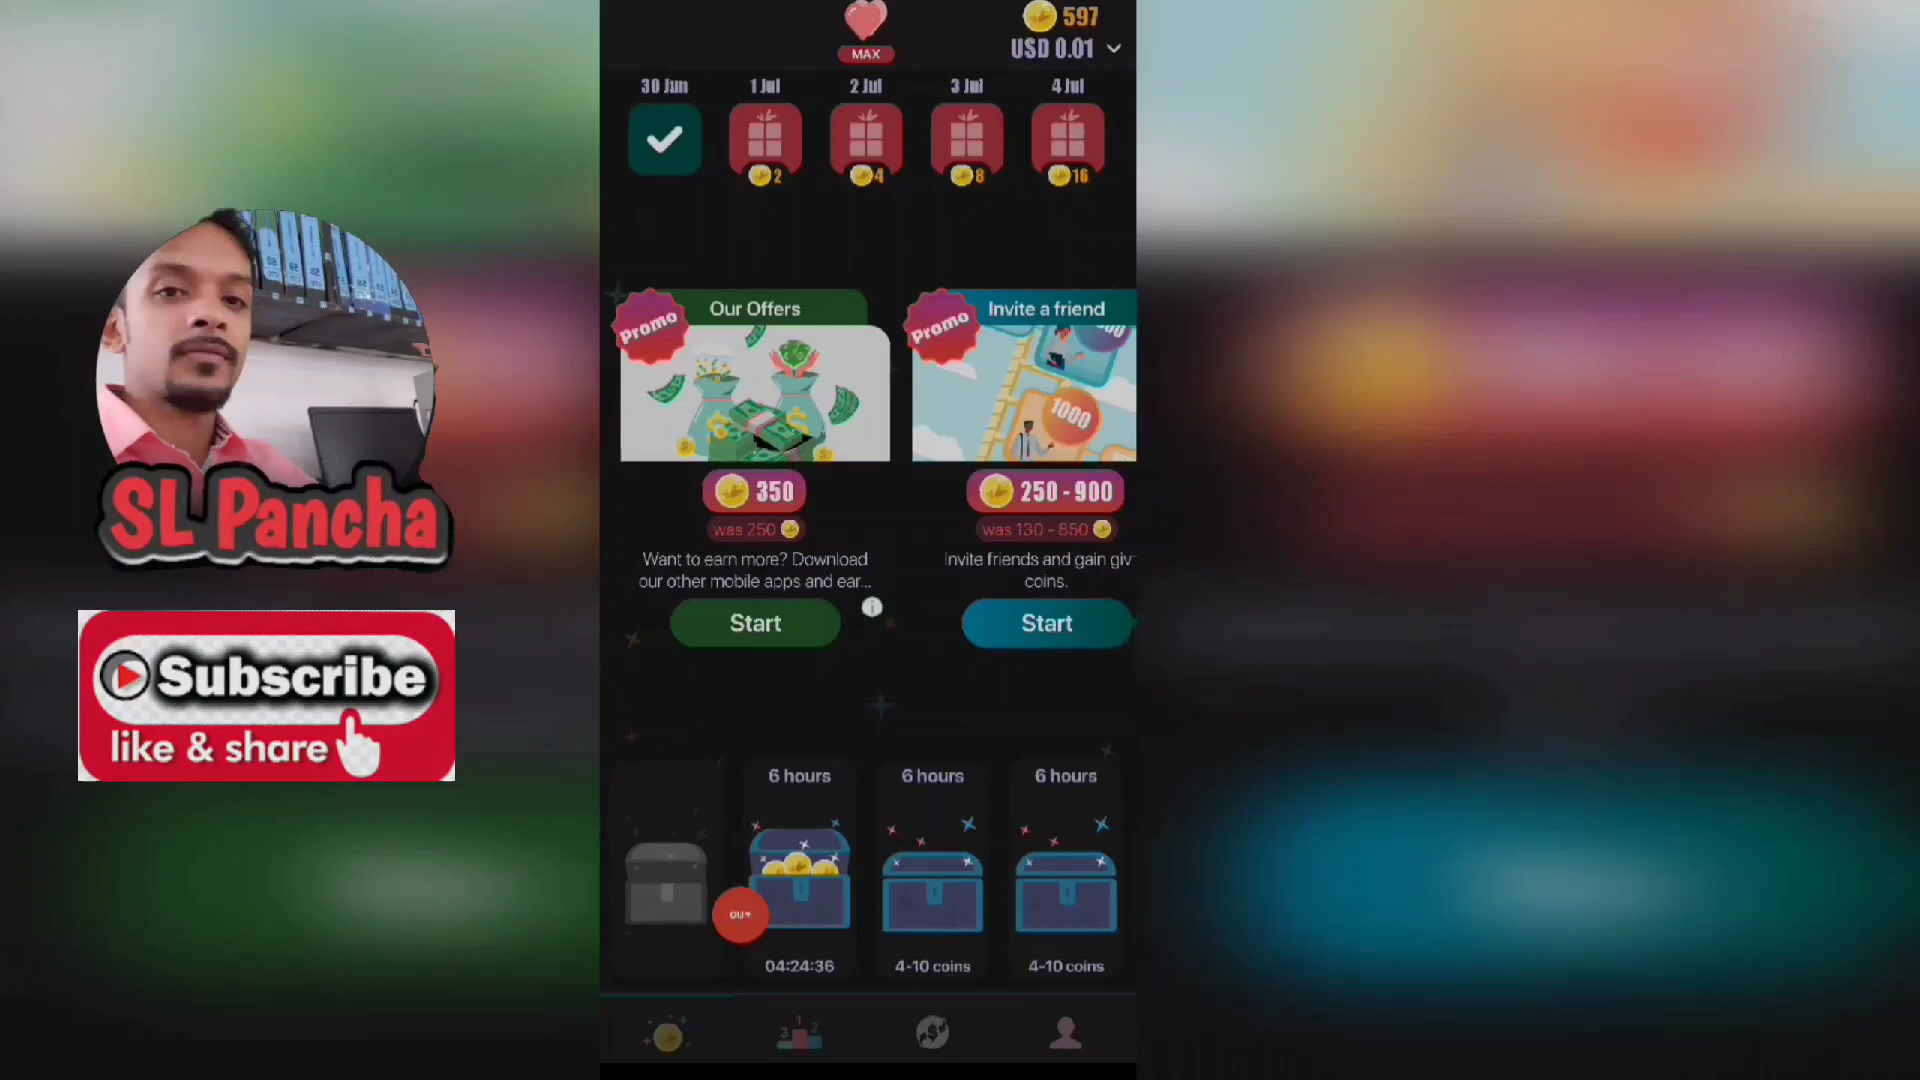 MAX
597
USD 0.01
30 Jun
1 Jul
2 Jul
3 Jul
4 Jul
2
4
8
16
Promo
Our Offers
Promo
Invite a friend
1000
350
250 - 900
was 250
was 130 - 850
Want to earn more? Download
our other mobile apps and ear...
Invite friends and gain giv
coins.
Start
Start
SL Pancha
Subscribe
like & share
6 hours
6 hours
6 hours
04:24:36
4-10 coins
4-10 coins
3 1 2